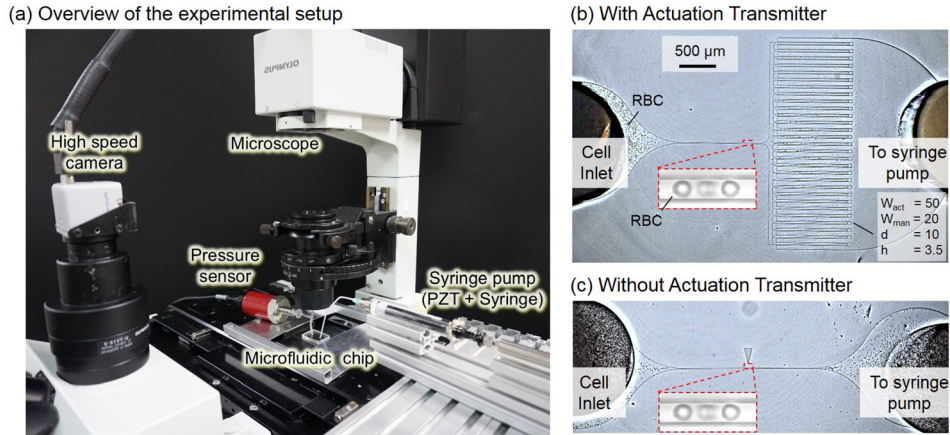 (a) Overview of the experimental setup
OLYMPUS
High speed
camera
Microscope
Pressure
sensor
Syringe pump
(PZT + Syringe)
Microfluidic chip
(b) With Actuation Transmitter
500 µm
RBC
Cell
Inlet
To syringe
pump
RBC
W_act = 50
W_man = 20
d = 10
h = 3.5
(c) Without Actuation Transmitter
Cell
Inlet
To syringe
pump